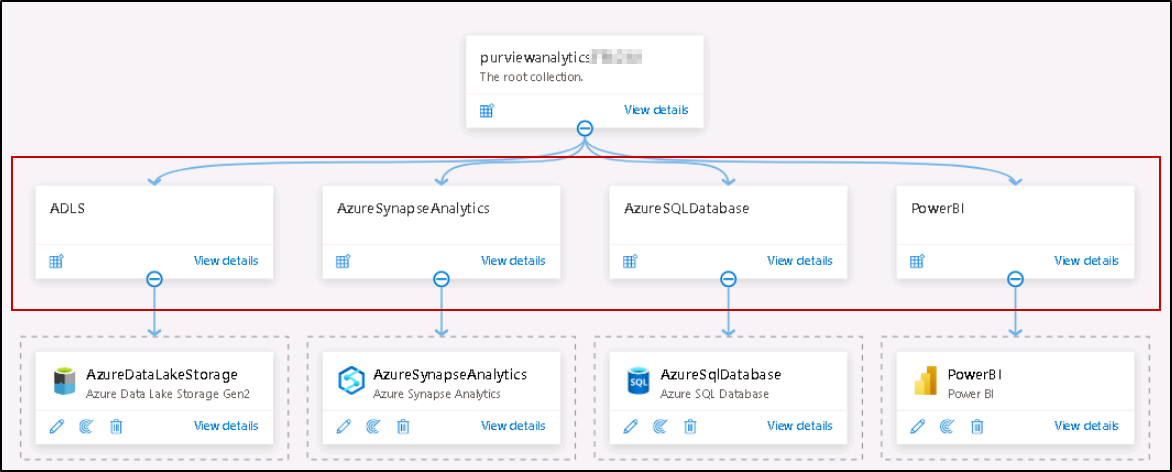 purviewanalytics
The root collection.
View details
ADLS
View details
AzureSynapseAnalytics
View details
AzureSQLDatabase
View details
PowerBI
View details
AzureDataLakeStorage
Azure Data Lake Storage Gen2
View details
AzureSynapseAnalytics
Azure Synapse Analytics
View details
SQL
AzureSqlDatabase
Azure SQL Database
View details
PowerBI
Power BI
View details